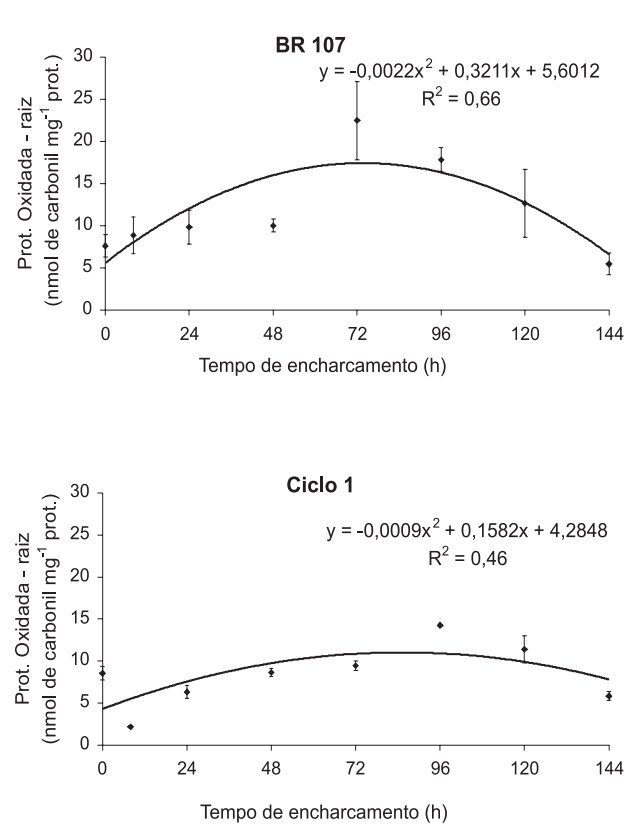 BR 107
y = -0,0022x² + 0,3211x + 5,6012
R² = 0,66
Prot. Oxidada - raiz
(nmol de carbonil mg⁻¹ prot.)
30
25
20
15
10
5
0
0 24 48 72 96 120 144
Tempo de encharcamento (h)
Ciclo 1
y = -0,0009x² + 0,1582x + 4,2848
R² = 0,46
Prot. Oxidada - raiz
(nmol de carbonil mg⁻¹ prot.)
30
25
20
15
10
5
0
0 24 48 72 96 120 144
Tempo de encharcamento (h)